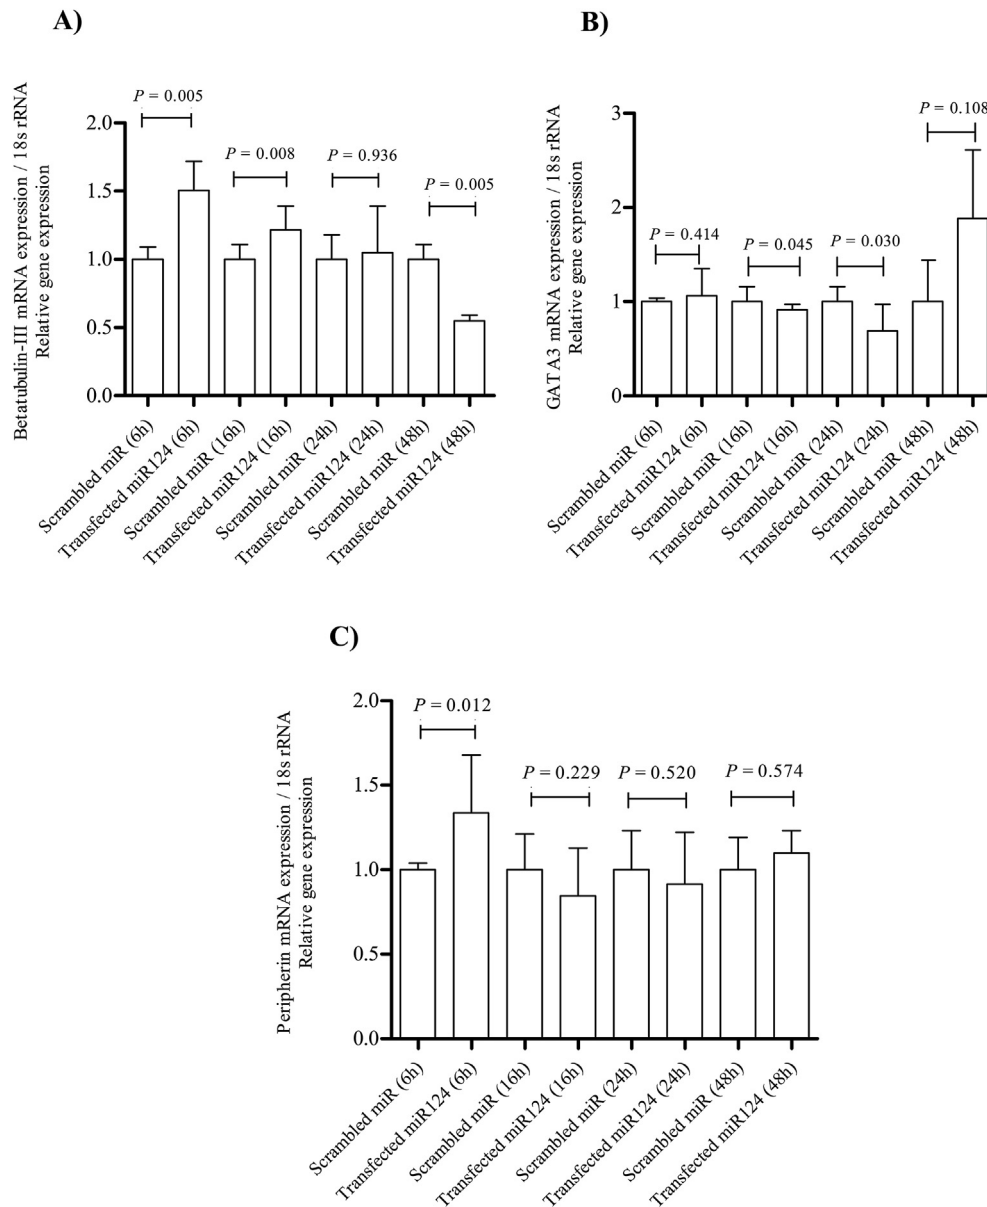 A)
Betatubulin-III mRNA expression / 18s rRNA
Relative gene expression
2.0
1.5
1.0
0.5
0.0
P = 0.005
P = 0.008
P = 0.936
P = 0.005
Scrambled miR (6h)
Transfected miR124 (6h)
Scrambled miR (16h)
Transfected miR124 (16h)
Scrambled miR (24h)
Transfected miR124 (24h)
Scrambled miR (48h)
Transfected miR124 (48h)
B)
GATA3 mRNA expression / 18s rRNA
Relative gene expression
3
2
1
0
P = 0.414
P = 0.045
P = 0.030
P = 0.108
Scrambled miR (6h)
Transfected miR124 (6h)
Scrambled miR (16h)
Transfected miR124 (16h)
Scrambled miR (24h)
Transfected miR124 (24h)
Scrambled miR (48h)
Transfected miR124 (48h)
C)
Peripherin mRNA expression / 18s rRNA
Relative gene expression
2.0
1.5
1.0
0.5
0.0
P = 0.012
P = 0.229
P = 0.520
P = 0.574
Scrambled miR (6h)
Transfected miR124 (6h)
Scrambled miR (16h)
Transfected miR124 (16h)
Scrambled miR (24h)
Transfected miR124 (24h)
Scrambled miR (48h)
Transfected miR124 (48h)